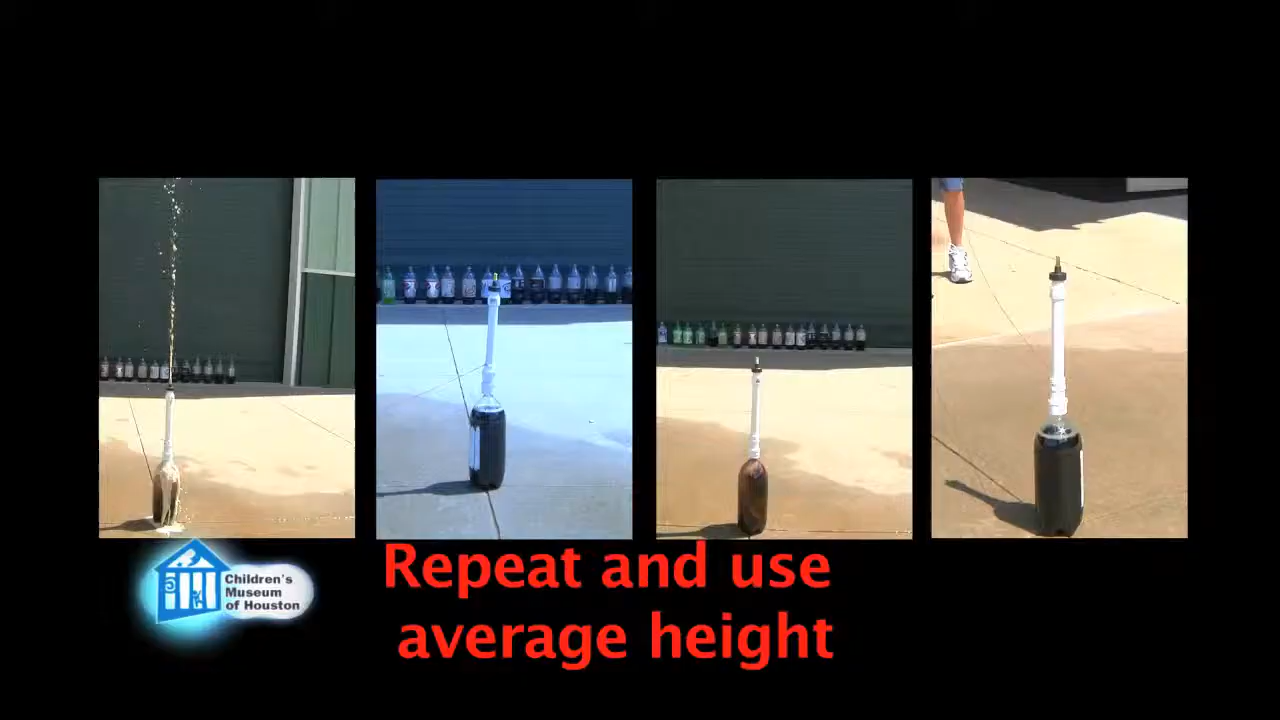 Repeat and use
average height
Children's
Museum
of Houston